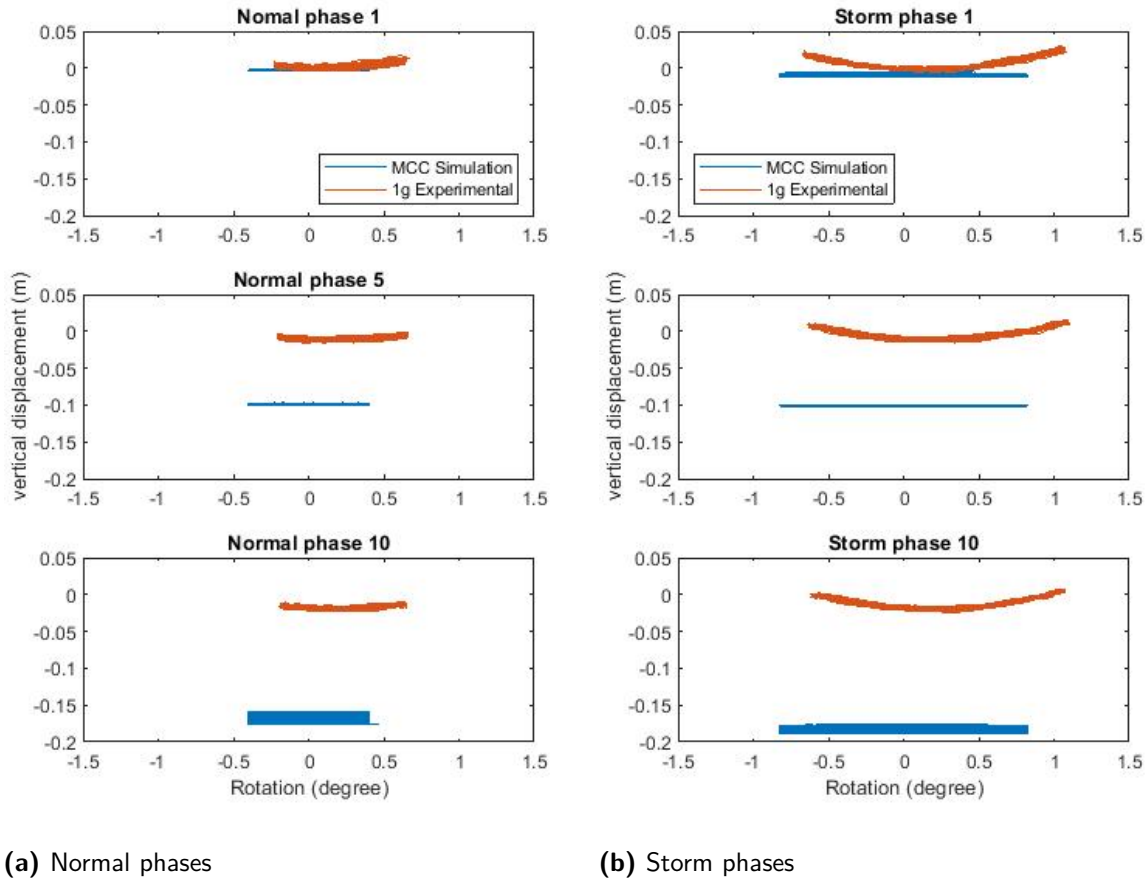 Nomal phase 1
0.05
0
-0.05
-0.1
-0.15
-0.2
MCC Simulation
1g Experimental
-1.5 -1 -0.5 0 0.5 1 1.5
Storm phase 1
0.05
0
-0.05
-0.1
-0.15
-0.2
MCC Simulation
1g Experimental
-1.5 -1 -0.5 0 0.5 1 1.5
Normal phase 5
vertical displacement (m)
0.05
0
-0.05
-0.1
-0.15
-0.2
-1.5 -1 -0.5 0 0.5 1 1.5
vertical displacement (m)
0.05
0
-0.05
-0.1
-0.15
-0.2
-1.5 -1 -0.5 0 0.5 1 1.5
Normal phase 10
0.05
0
-0.05
-0.1
-0.15
-0.2
-1.5 -1 -0.5 0 0.5 1 1.5
Rotation (degree)
Storm phase 10
0.05
0
-0.05
-0.1
-0.15
-0.2
-1.5 -1 -0.5 0 0.5 1 1.5
Rotation (degree)
(a) Normal phases
(b) Storm phases